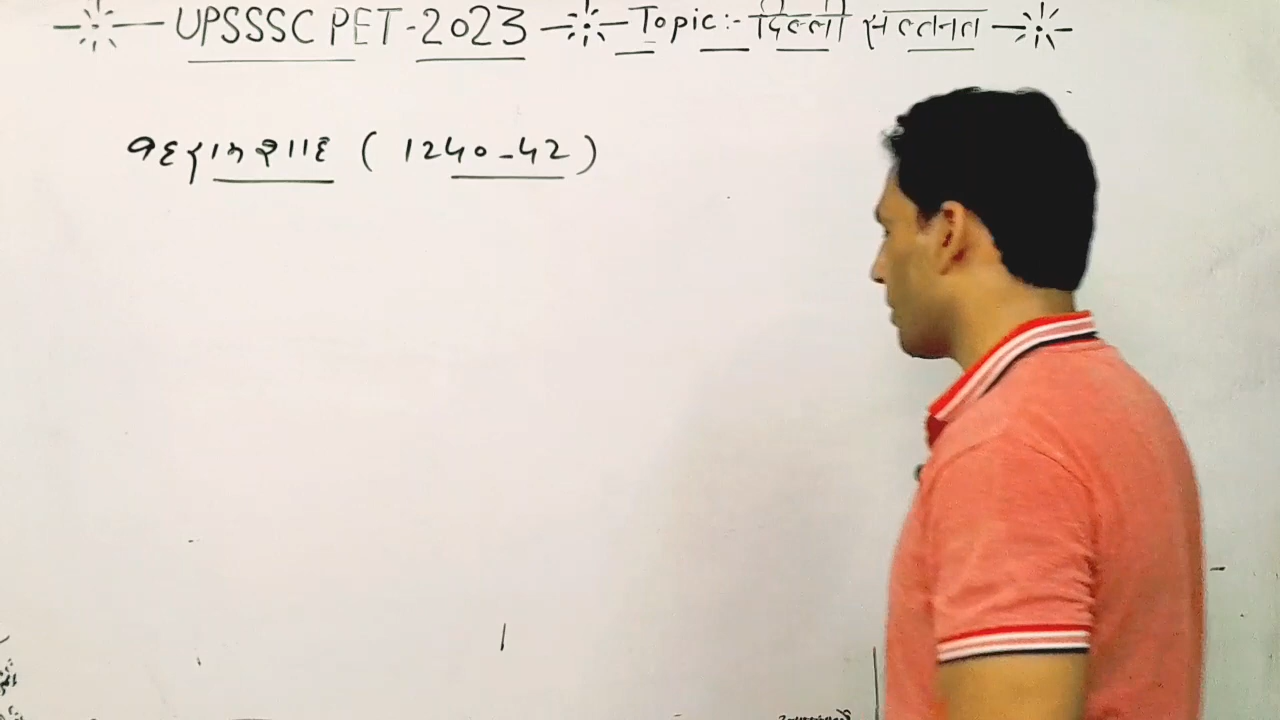 UPSSSC PET-2023 Topic:- दिल्ली सल्तनत
बहरामशाह ( 1240-42 )